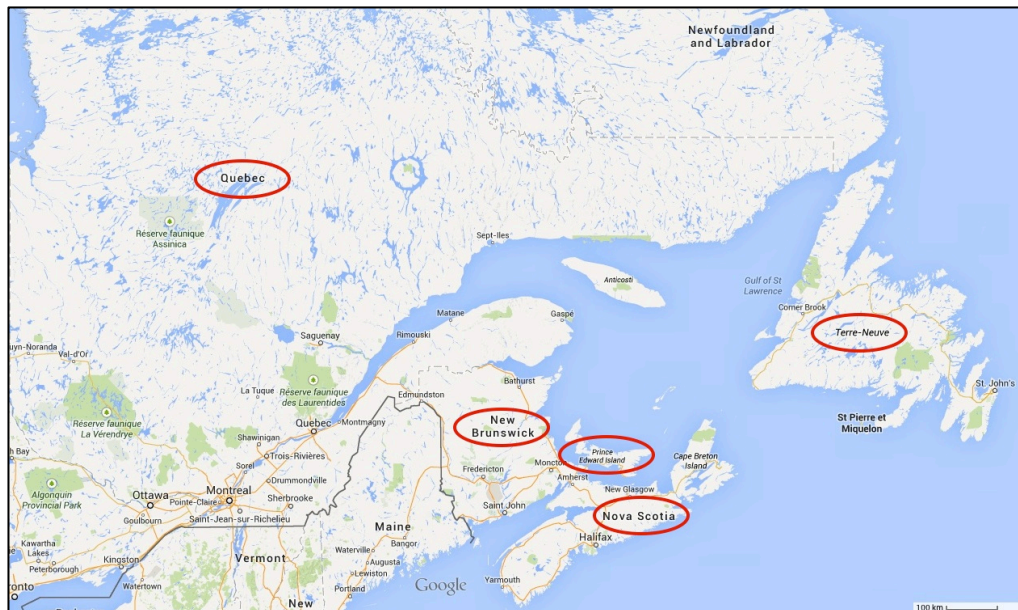 Newfoundland
and Labrador
Quebec
Réserve faunique
Assinica
Sept-Iles
Anticosti
Gulf of St
Lawrence
Corner Brook
Terre-Neuve
Matane
Gaspé
Rimouski
Saguenay
Val-d'Or
La Tuque
Réserve faunique
des Laurentides
Edmundston
Bathurst
St. John's
Réserve faunique
La Vérendrye
Quebec
Montmagny
New
Brunswick
St Pierre et
Miquelon
Shawinigan
Trois-Rivières
Prince
Edward Island
Cape Breton
Island
Sorel
Drummondville
Fredericton
Moncton
Amherst
New Glasgow
Algonquin
Provincial Park
Ottawa
Montreal
Pointe-Claire
Sherbrooke
Saint-Jean-sur-Richelieu
Goulbourn
Saint John
Nova Scotia
Halifax
Maine
Bangor
Kawartha
Lakes
Peterborough
Kingston
Vermont
Waterville
Augusta
Lewiston
Watertown
Portland
New
Yarmouth
Google
100 km